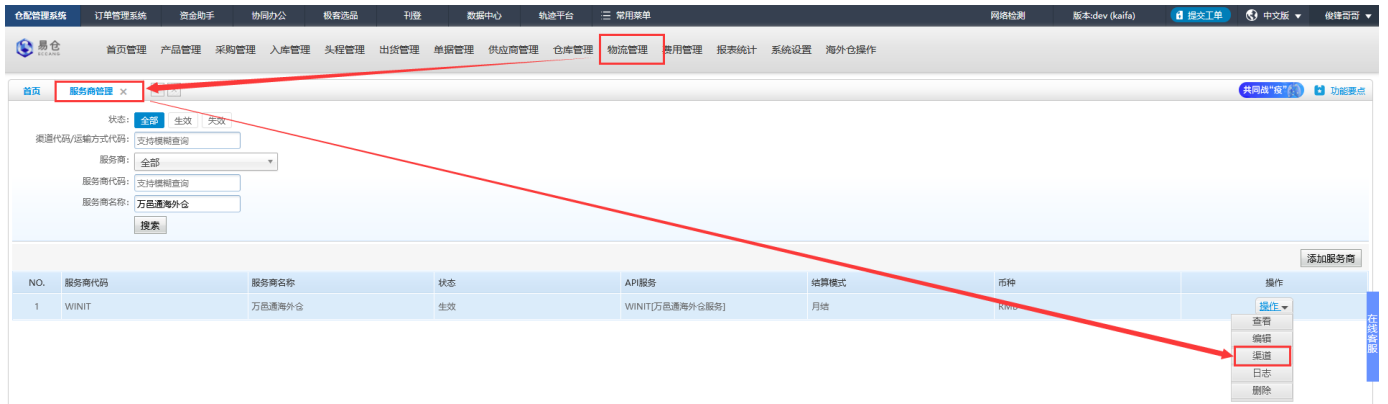 仓配管理系统 订单管理系统 资金助手 协同办公 极客选品 刊登 数据中心 轨迹平台 三 常用菜单 网络检测 版本:dev (kaifa) 提交工单 中文版 ▼ 俊锋哥哥 ▼
易仓 首页管理 产品管理 采购管理 入库管理 头程管理 出货管理 单据管理 供应商管理 仓库管理 物流管理 费用管理 报表统计 系统设置 海外仓操作
ECCANG
首页 服务商管理 × 共同战"疫" 功能要点
状态: 全部 生效 失效
渠道代码/运输方式代码: 支持模糊查询
服务商: 全部
服务商代码: 支持模糊查询
服务商名称: 万邑通海外仓
搜索
添加服务商
NO. 服务商代码 服务商名称 状态 API服务 结算模式 币种 操作
1 WINIT 万邑通海外仓 生效 WINIT[万邑通海外仓服务] 月结 RMB 操作
查看
编辑
渠道
日志
删除
在线客服